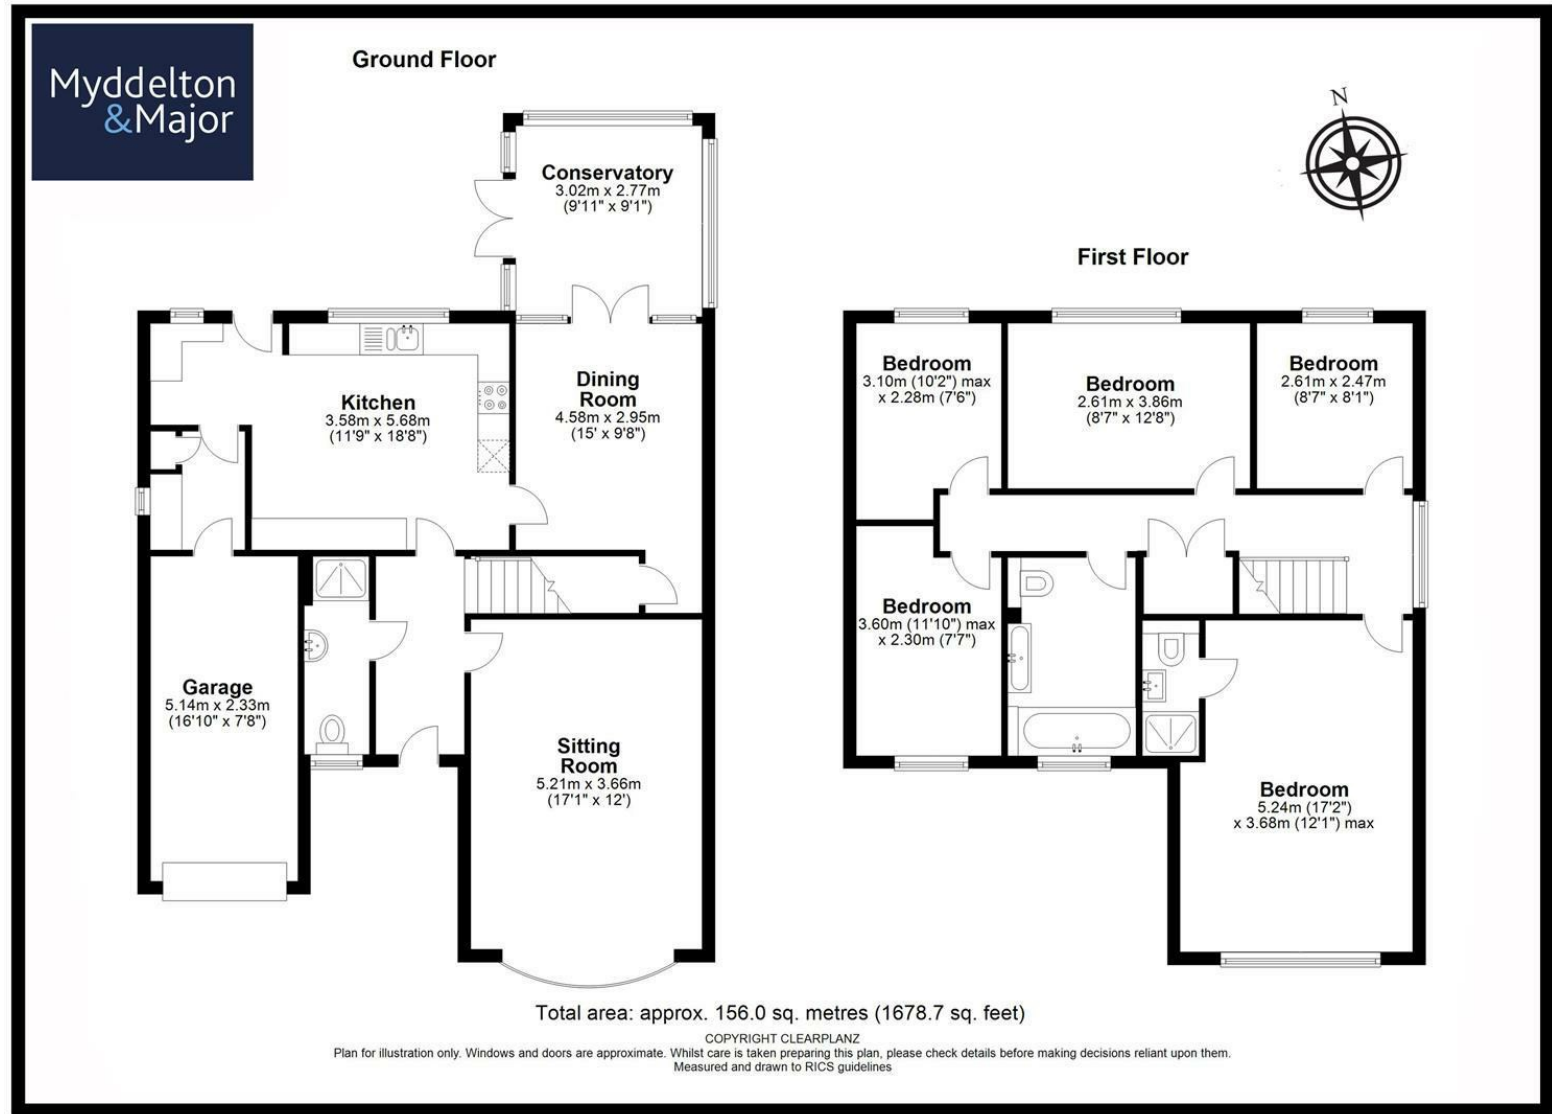 Myddelton
&Major
Ground Floor
N
Conservatory
3.02m x 2.77m
(9'11" x 9'1")
First Floor
Kitchen
3.58m x 5.68m
(11'9" x 18'8")
Dining
Room
4.58m x 2.95m
(15' x 9'8")
Bedroom
3.10m (10'2") max
x 2.28m (7'6")
Bedroom
2.61m x 3.86m
(8'7" x 12'8")
Bedroom
2.61m x 2.47m
(8'7" x 8'1")
Garage
5.14m x 2.33m
(16'10" x 7'8")
Sitting
Room
5.21m x 3.66m
(17'1" x 12')
Bedroom
3.60m (11'10") max
x 2.30m (7'7")
Bedroom
5.24m (17'2")
x 3.68m (12'1") max
Total area: approx. 156.0 sq. metres (1678.7 sq. feet)
COPYRIGHT CLEARPLANZ
Plan for illustration only. Windows and doors are approximate. Whilst care is taken preparing this plan, please check details before making decisions reliant upon them.
Measured and drawn to RICS guidelines